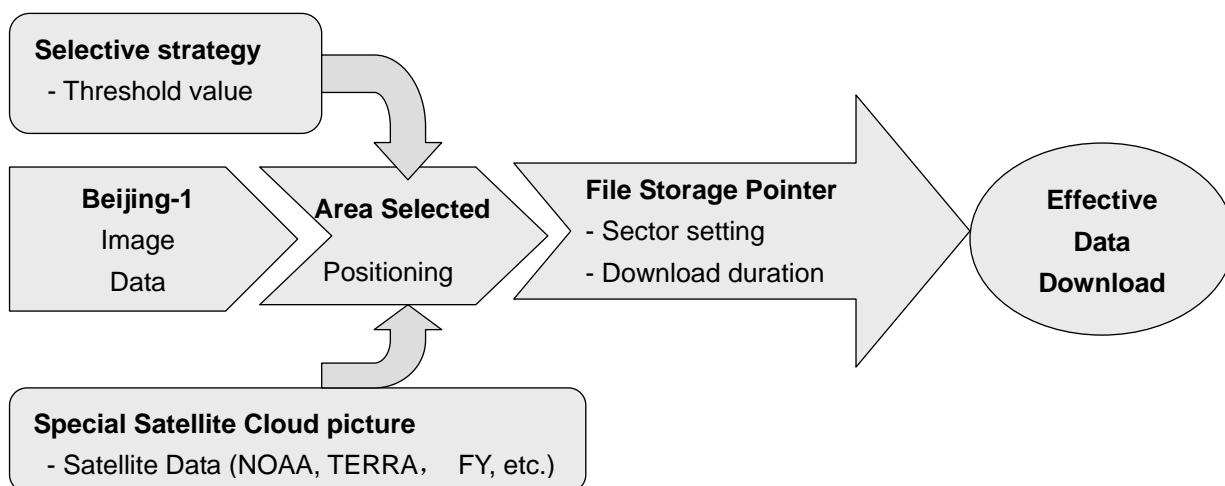 Selective strategy
- Threshold value
Beijing-1
Image
Data
Area Selected
Positioning
File Storage Pointer
- Sector setting
- Download duration
Effective
Data
Download
Special Satellite Cloud picture
- Satellite Data (NOAA, TERRA， FY, etc.)